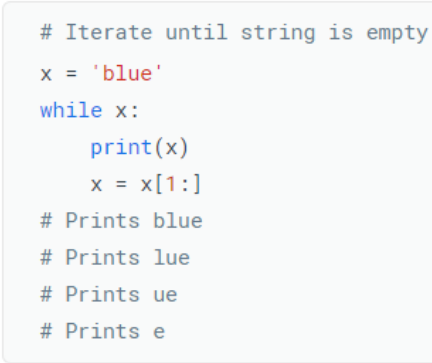 # Iterate until string is empty
x = 'blue'
while x:
    print(x)
    x = x[1:]
# Prints blue
# Prints lue
# Prints ue
# Prints e